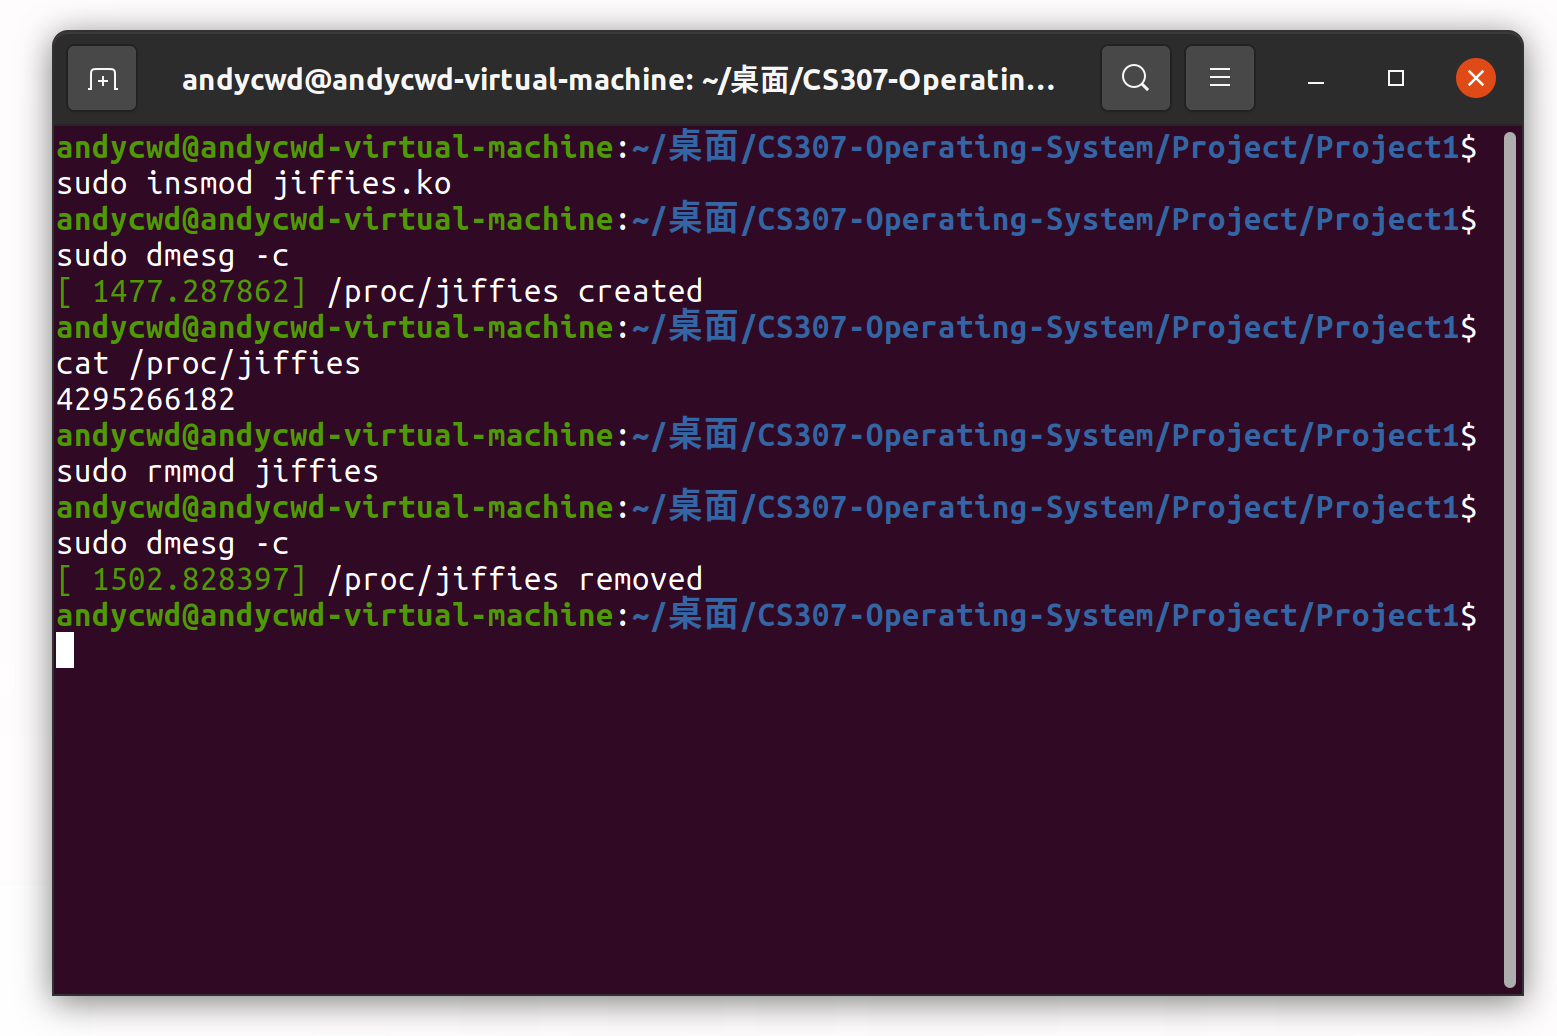 andycwd@andycwd-virtual-machine: ~/桌面/CS307-Operatin...
andycwd@andycwd-virtual-machine:~/桌面/CS307-Operating-System/Project/Project1$
sudo insmod jiffies.ko
andycwd@andycwd-virtual-machine:~/桌面/CS307-Operating-System/Project/Project1$
sudo dmesg -c
[ 1477.287862] /proc/jiffies created
andycwd@andycwd-virtual-machine:~/桌面/CS307-Operating-System/Project/Project1$
cat /proc/jiffies
4295266182
andycwd@andycwd-virtual-machine:~/桌面/CS307-Operating-System/Project/Project1$
sudo rmmod jiffies
andycwd@andycwd-virtual-machine:~/桌面/CS307-Operating-System/Project/Project1$
sudo dmesg -c
[ 1502.828397] /proc/jiffies removed
andycwd@andycwd-virtual-machine:~/桌面/CS307-Operating-System/Project/Project1$